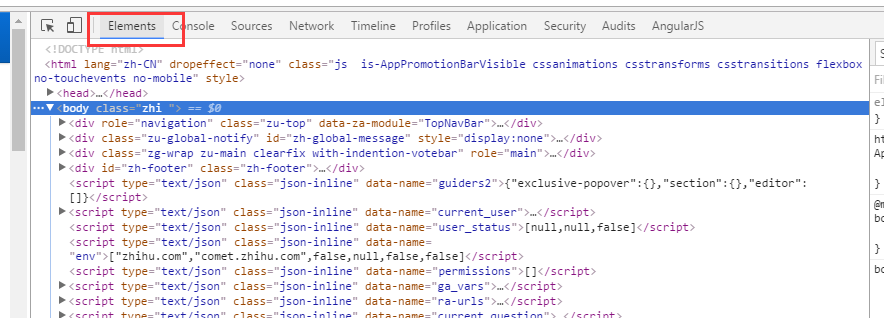 Elements Console Sources Network Timeline Profiles Application Security Audits AngularJS
<!DOCTYPE html>
<html lang="zh-CN" dropeffect="none" class="js  is-AppPromotionBarVisible cssanimations csstransforms csstransitions flexbox
no-touchevents no-mobile" style>
▶<head>…</head>
…▼<body class="zhi "> == $0
▶<div role="navigation" class="zu-top" data-za-module="TopNavBar">…</div>
▶<div class="zu-global-notify" id="zh-global-message" style="display:none">…</div>
▶<div class="zg-wrap zu-main clearfix with-indention-votebar" role="main">…</div>
▶<div id="zh-footer" class="zh-footer">…</div>
<script type="text/json" class="json-inline" data-name="guiders2">{"exclusive-popover":{},"section":{},"editor":
[]}</script>
▶<script type="text/json" class="json-inline" data-name="current_user">…</script>
<script type="text/json" class="json-inline" data-name="user_status">[null,null,false]</script>
<script type="text/json" class="json-inline" data-name=
"env">["zhihu.com","comet.zhihu.com",false,null,false,false]</script>
<script type="text/json" class="json-inline" data-name="permissions">[]</script>
▶<script type="text/json" class="json-inline" data-name="ga_vars">…</script>
▶<script type="text/json" class="json-inline" data-name="ra-urls">…</script>
▶<script type="text/json" class="json-inline" data-name="current_question">…</script>